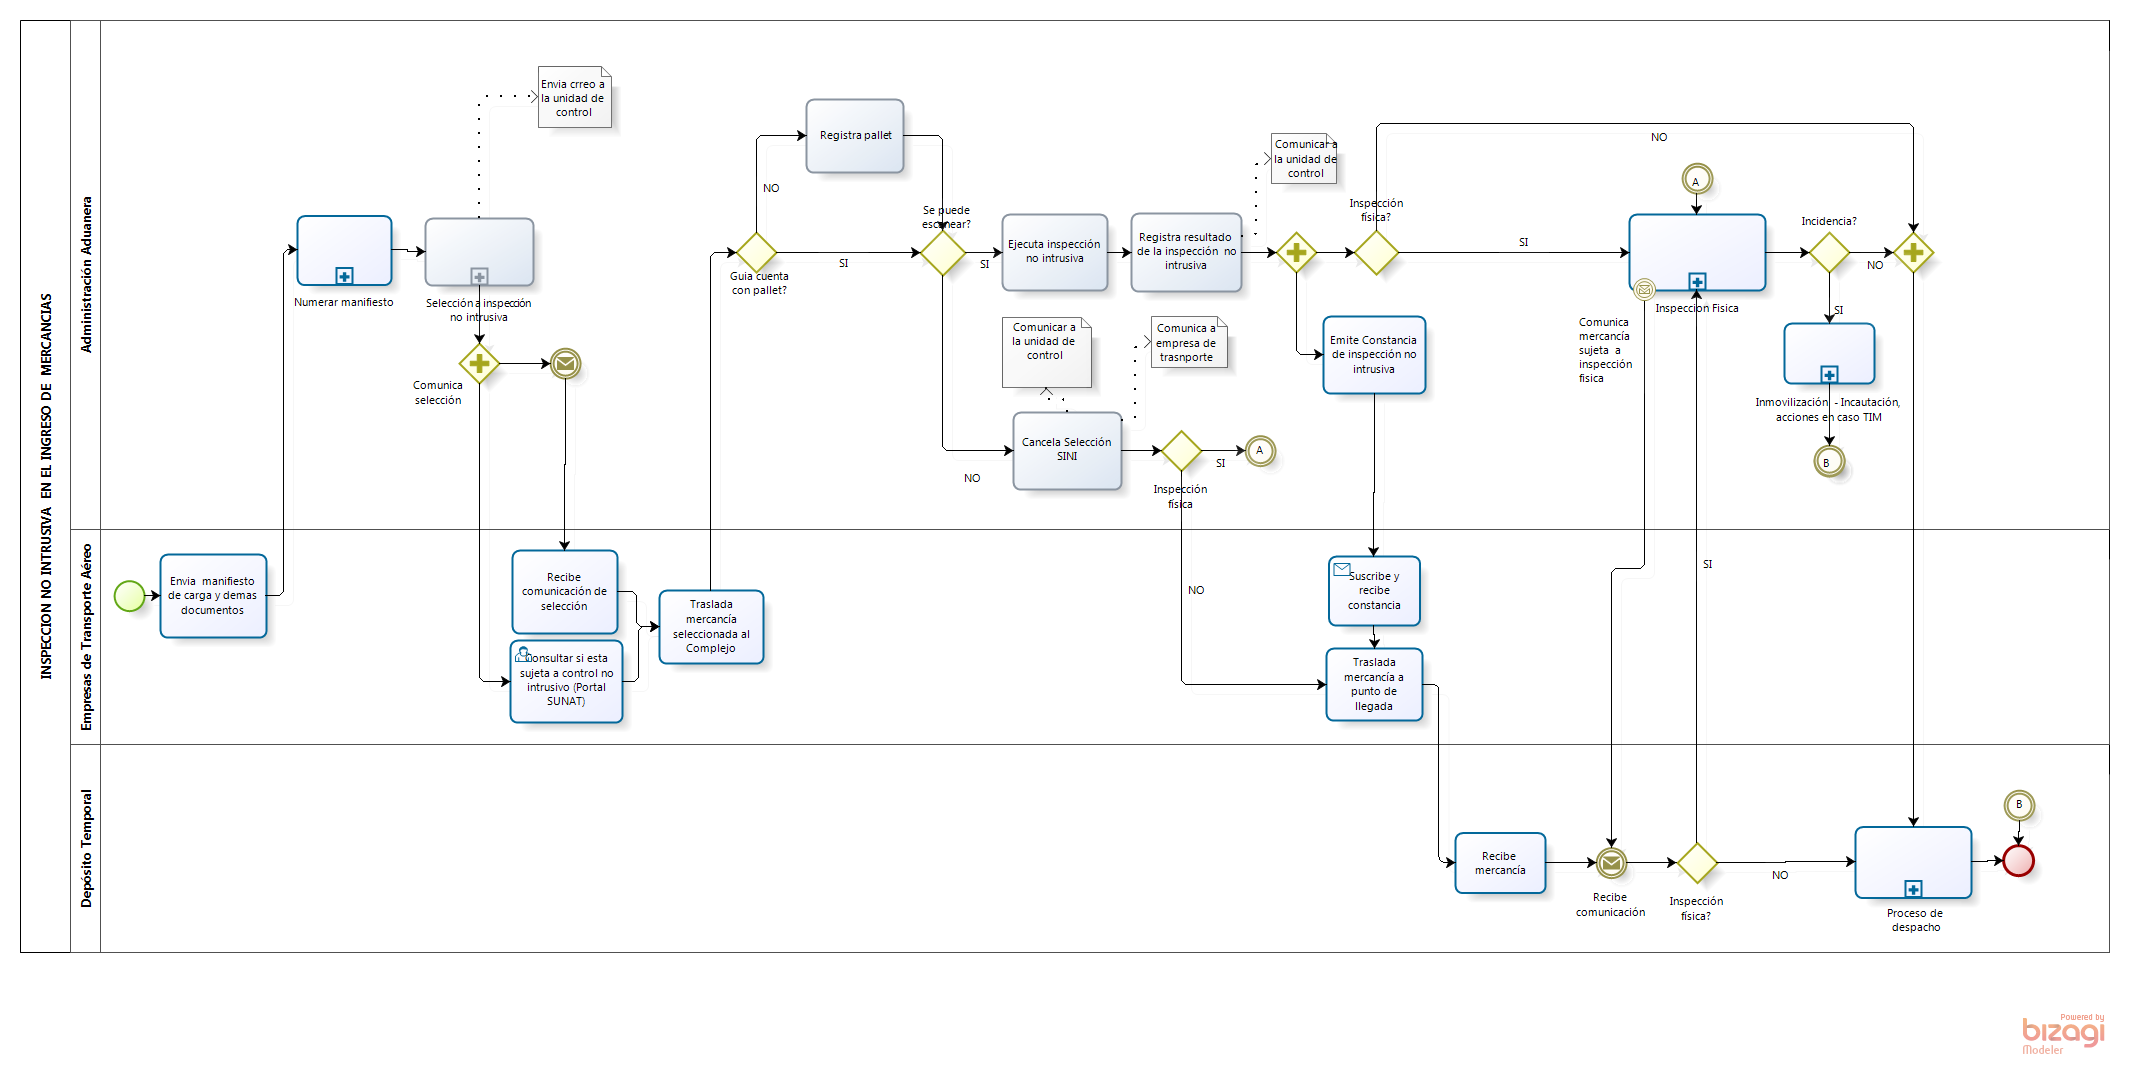 INSPECCION NO INTRUSIVA EN EL INGRESO DE MERCANCIAS
Administración Aduanera
Envia crreo a
la unidad de
control
Numerar manifiesto
Selección a inspección
no intrusiva
Comunica
selección
Registra pallet
NO
Guia cuenta
con pallet?
SI
Se puede
escanear?
SI
NO
Ejecuta inspección
no intrusiva
Registra resultado
de la inspección no
intrusiva
Comunicar a
la unidad de
control
Comunicar a
la unidad de
control
Comunica a
empresa de
trasnporte
Cancela Selección
SINI
Inspección
física
SI
A
NO
Emite Constancia
de inspección no
intrusiva
Inspección
física?
NO
SI
A
Inspeccion Fisica
Comunica
mercancía
sujeta a
inspección
fisica
Incidencia?
NO
SI
Inmovilización - Incautación,
acciones en caso TIM
B
Empresas de Transporte Aéreo
Envia manifiesto
de carga y demas
documentos
Recibe
comunicación de
selección
Consultar si esta
sujeta a control no
intrusivo (Portal
SUNAT)
Traslada
mercancía
seleccionada al
Complejo
Suscribe y
recibe
constancia
Traslada
mercancía a
punto de
llegada
SI
Depósito Temporal
Recibe
mercancía
Recibe
comunicación
Inspección
física?
NO
Proceso de
despacho
B
Powered by
bizagi
Modeler